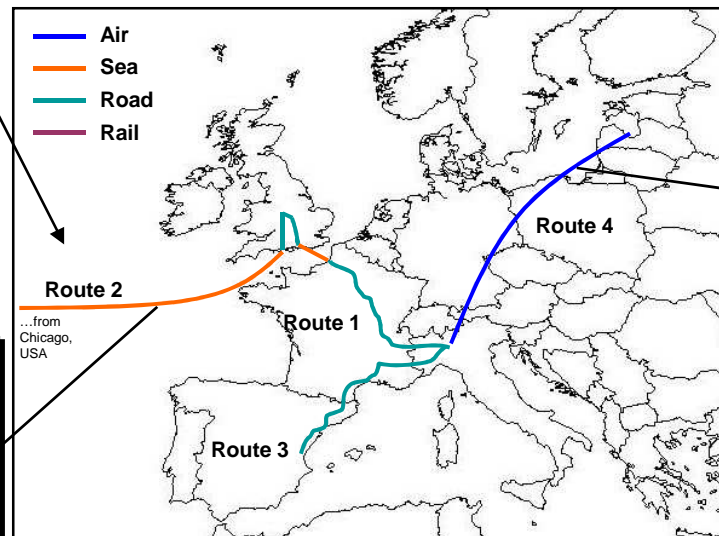 Air
Sea
Road
Rail
Route 4
Route 2
...from
Chicago,
USA
Route 1
Route 3